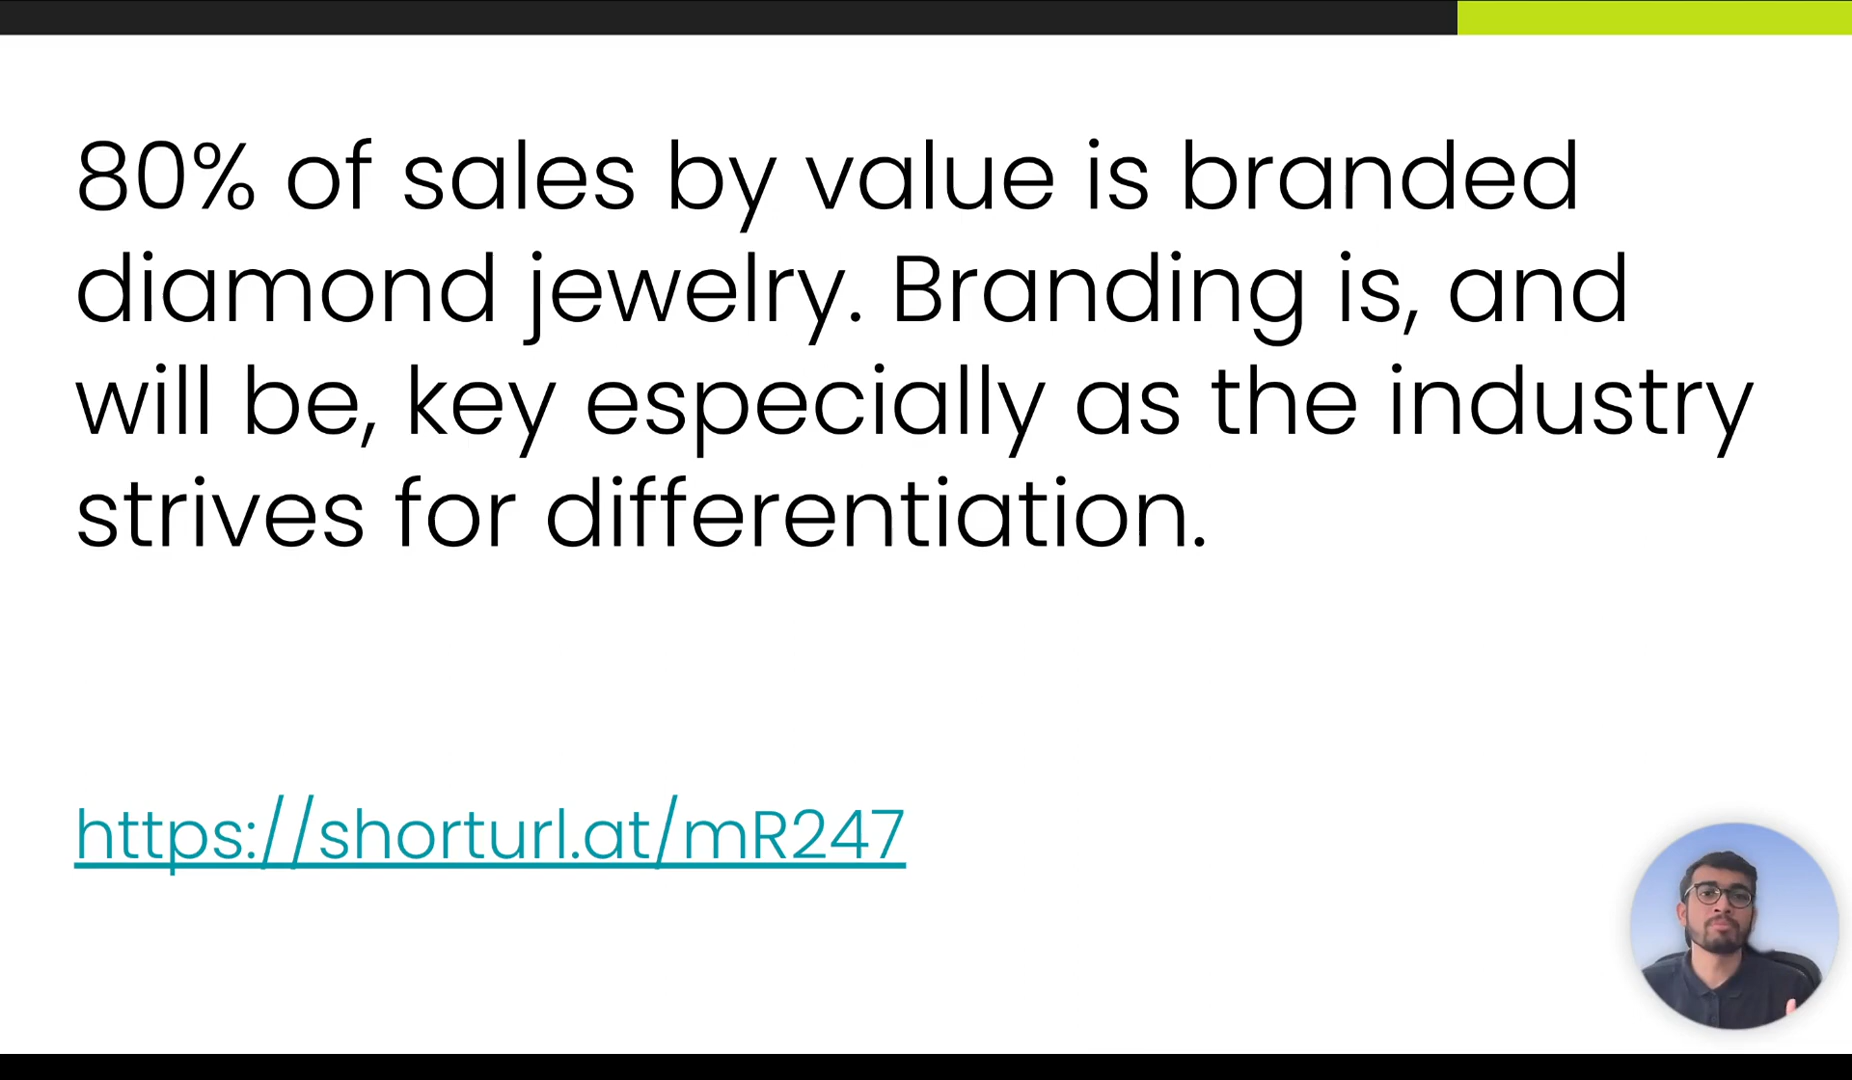 80% of sales by value is branded
diamond jewelry. Branding is, and
will be, key especially as the industry
strives for differentiation.
https://shorturl.at/mR247